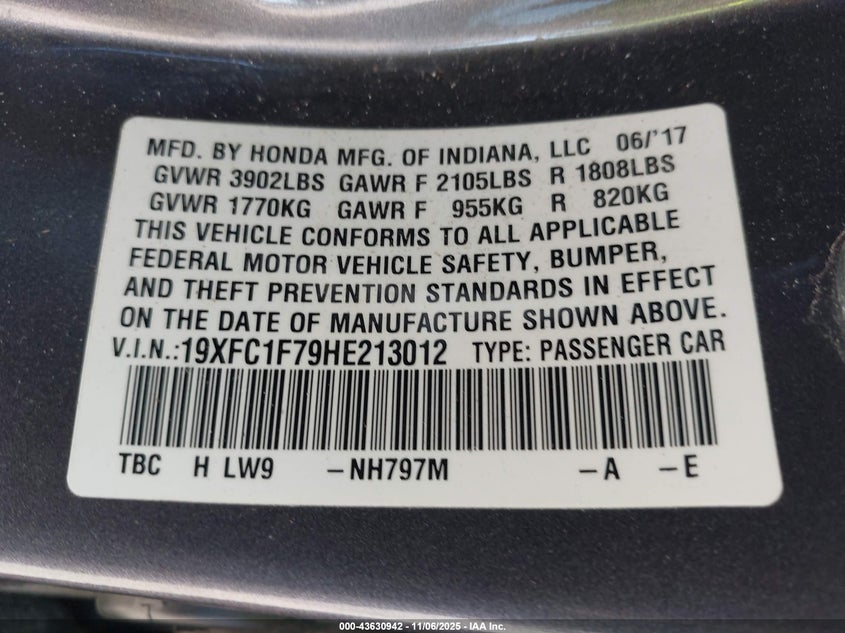 MFD. BY HONDA MFG. OF INDIANA, LLC 06/'17
GVWR 3902LBS GAWR F 2105LBS R 1808LBS
GVWR 1770KG GAWR F 955KG R 820KG
THIS VEHICLE CONFORMS TO ALL APPLICABLE
FEDERAL MOTOR VEHICLE SAFETY, BUMPER,
AND THEFT PREVENTION STANDARDS IN EFFECT
ON THE DATE OF MANUFACTURE SHOWN ABOVE.
V.I.N.:19XFC1F79HE213012 TYPE: PASSENGER CAR
TBC H LW9 -NH797M -A -E
000-43630942 - 11/06/2025 - IAA Inc.